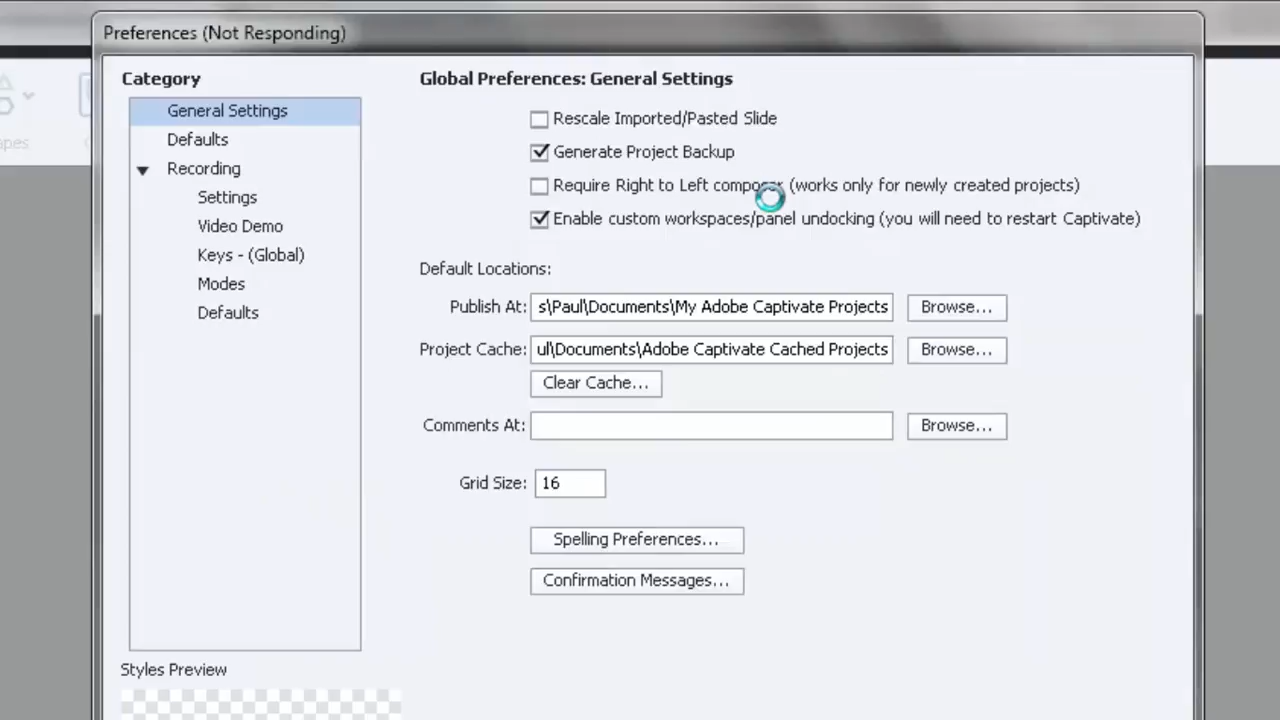 Preferences (Not Responding)
Category
General Settings
Defaults
Recording
Settings
Video Demo
Keys - (Global)
Modes
Defaults
Styles Preview
Global Preferences: General Settings
Rescale Imported/Pasted Slide
Generate Project Backup
Require Right to Left composer (works only for newly created projects)
Enable custom workspaces/panel undocking (you will need to restart Captivate)
Default Locations:
Publish At: s\Paul\Documents\My Adobe Captivate Projects Browse...
Project Cache: ul\Documents\Adobe Captivate Cached Projects Browse...
Clear Cache...
Comments At: Browse...
Grid Size: 16
Spelling Preferences...
Confirmation Messages...